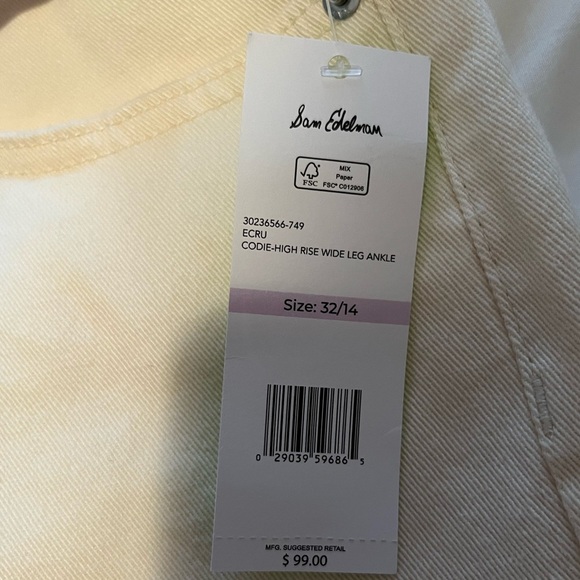 Sam Edelman
FSC
MIX
Paper
FSC® C012906
30236566-749
ECRU
CODIE-HIGH RISE WIDE LEG ANKLE
Size: 32/14
0 29039 59686 5
MFG. SUGGESTED RETAIL
$ 99.00